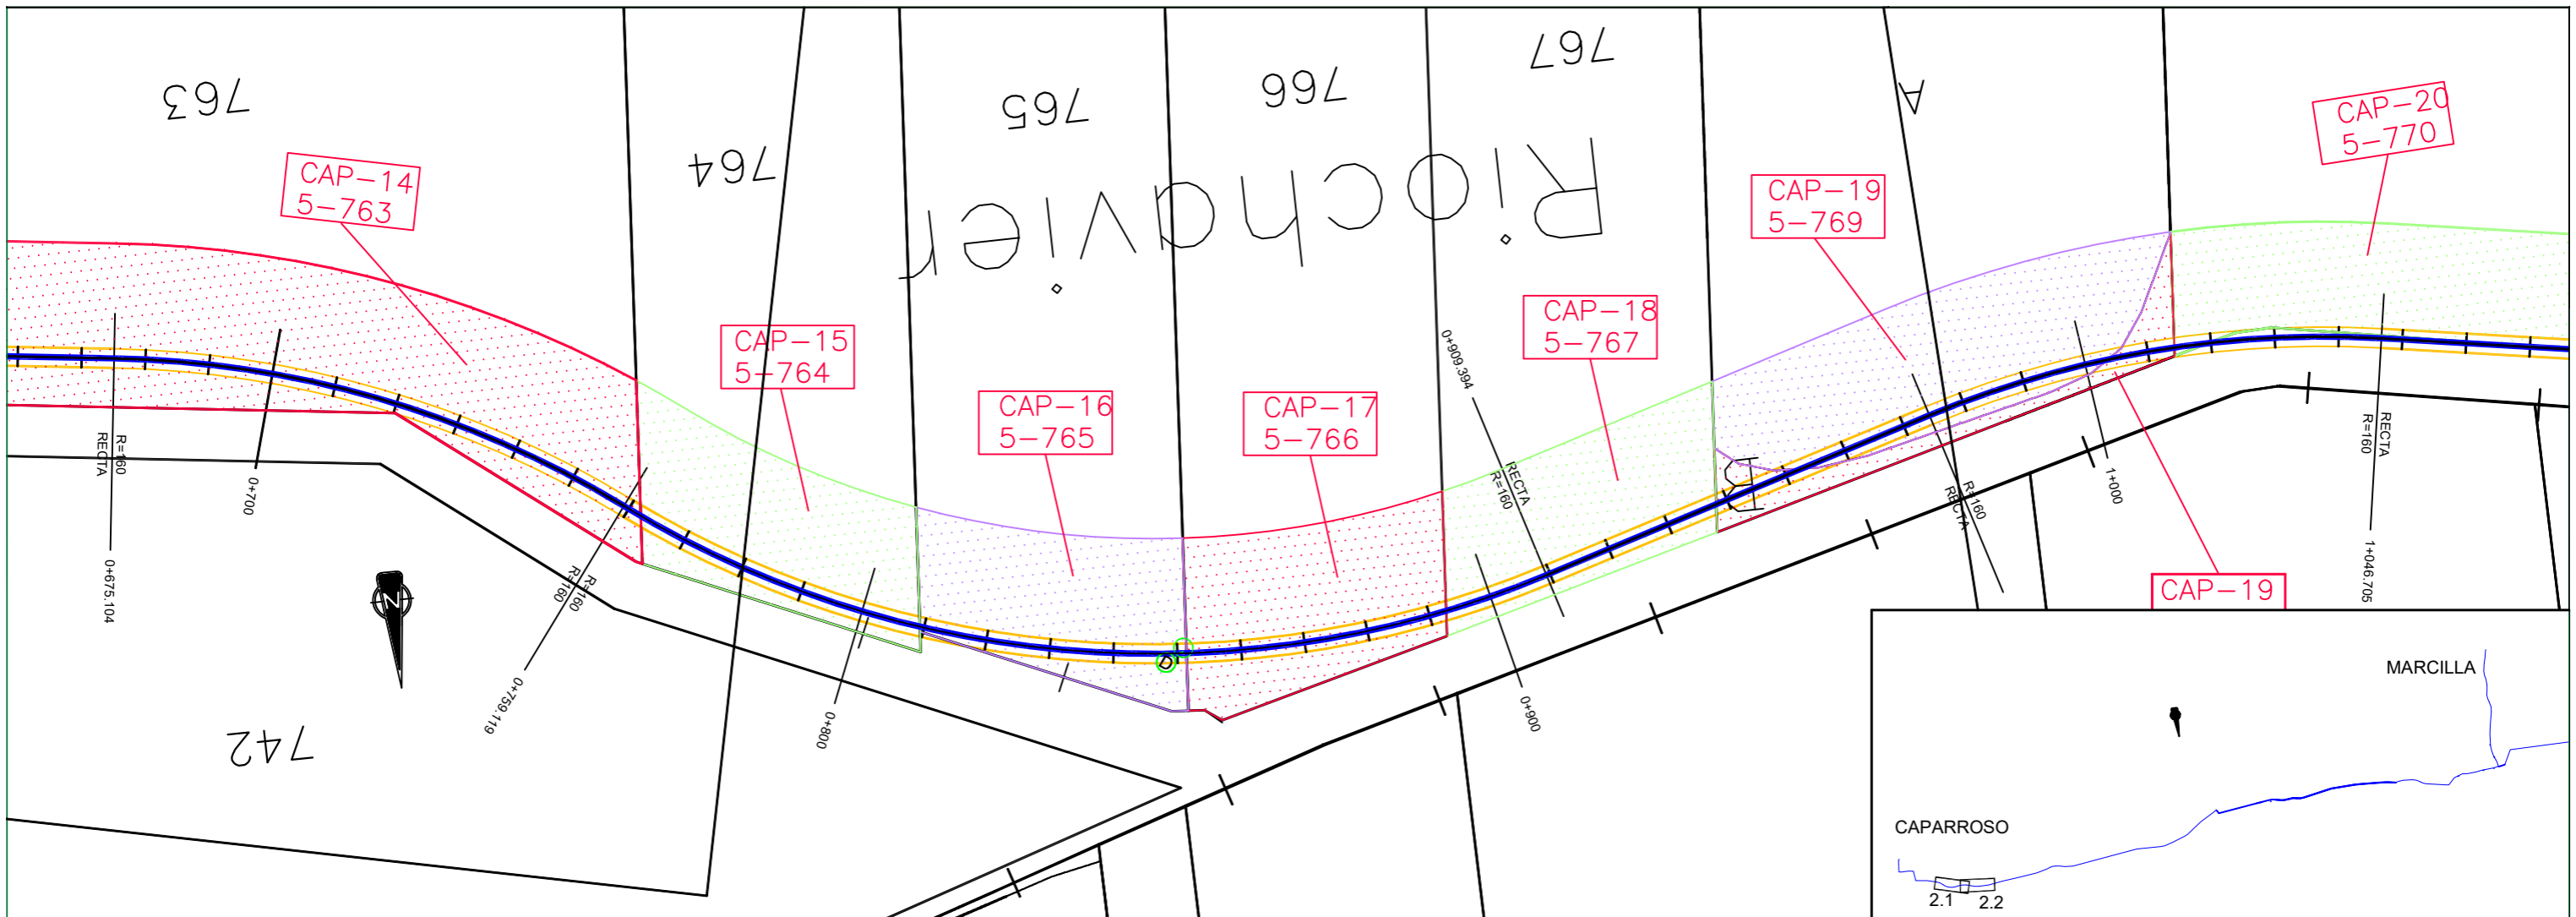 763
764
765
766
767
A
Riochavier
CAP-14
5-763
CAP-15
5-764
CAP-16
5-765
CAP-17
5-766
CAP-18
5-767
CAP-19
5-769
CAP-20
5-770
CAP-19
R=160
RECTA
0+675.104
0+700
R=160
R=160
0+759.119
0+800
0+909.394
RECTA
R=160
0+900
R=160
RECTA
1+000
RECTA
R=160
1+046.705
N
742
D
MARCILLA
CAPARROSO
2.1
2.2